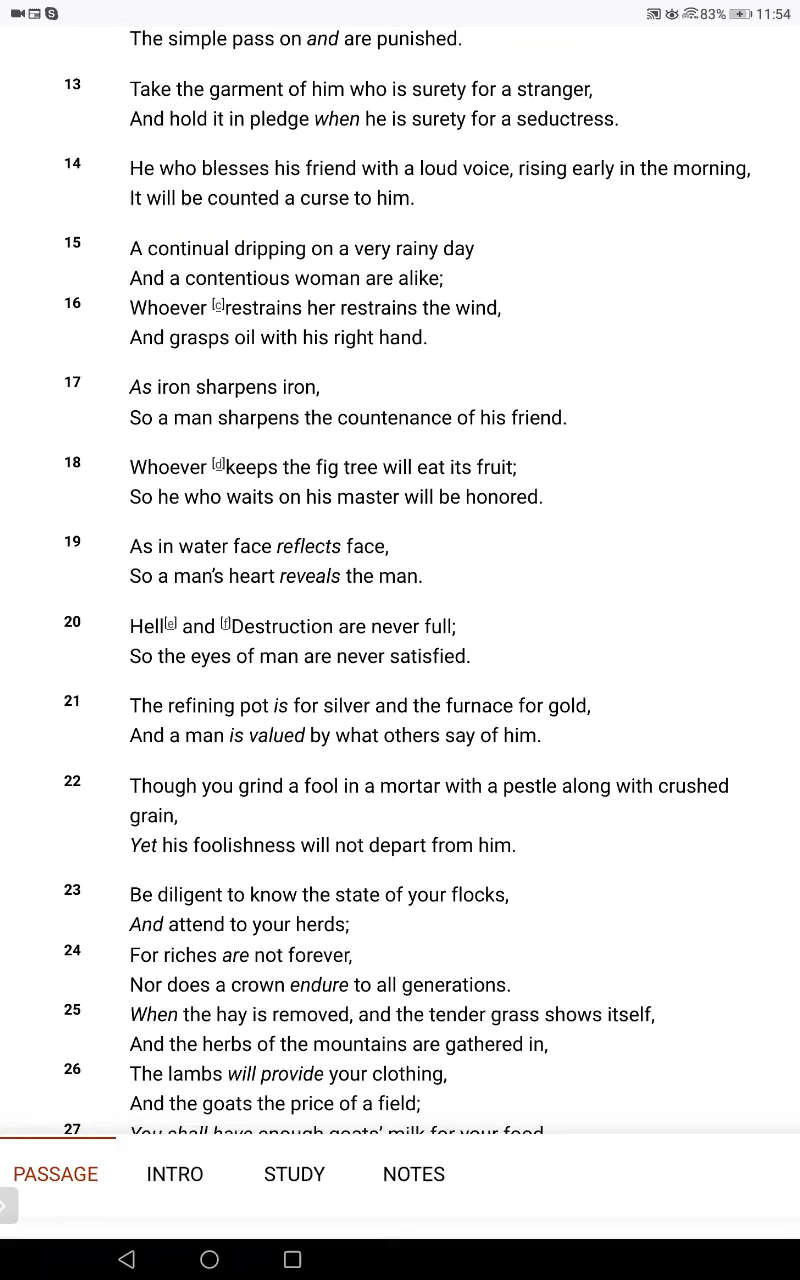 83% 11:54
The simple pass on and are punished.
13 Take the garment of him who is surety for a stranger,
And hold it in pledge when he is surety for a seductress.
14 He who blesses his friend with a loud voice, rising early in the morning,
It will be counted a curse to him.
15 A continual dripping on a very rainy day
And a contentious woman are alike;
16 Whoever [c]restrains her restrains the wind,
And grasps oil with his right hand.
17 As iron sharpens iron,
So a man sharpens the countenance of his friend.
18 Whoever [d]keeps the fig tree will eat its fruit;
So he who waits on his master will be honored.
19 As in water face reflects face,
So a man’s heart reveals the man.
20 Hell[e] and [f]Destruction are never full;
So the eyes of man are never satisfied.
21 The refining pot is for silver and the furnace for gold,
And a man is valued by what others say of him.
22 Though you grind a fool in a mortar with a pestle along with crushed
grain,
Yet his foolishness will not depart from him.
23 Be diligent to know the state of your flocks,
And attend to your herds;
24 For riches are not forever,
Nor does a crown endure to all generations.
25 When the hay is removed, and the tender grass shows itself,
And the herbs of the mountains are gathered in,
26 The lambs will provide your clothing,
And the goats the price of a field;
27 You shall have enough goats’ milk for your food
PASSAGE INTRO STUDY NOTES